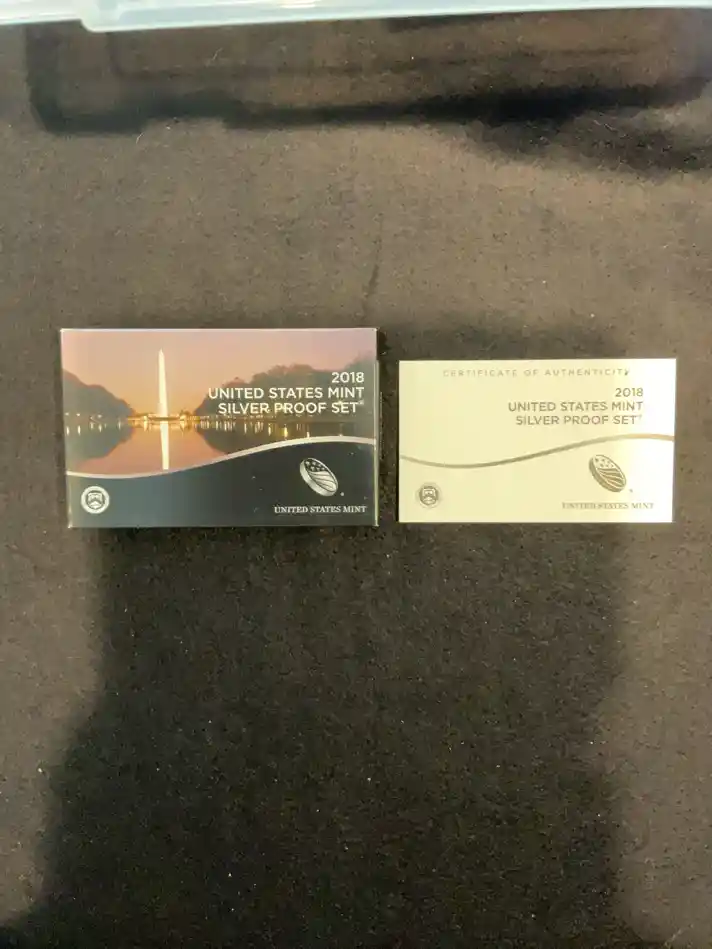 2018
UNITED STATES MINT
SILVER PROOF SET®
UNITED STATES MINT
CERTIFICATE OF AUTHENTICITY
2018
UNITED STATES MINT
SILVER PROOF SET®
UNITED STATES MINT